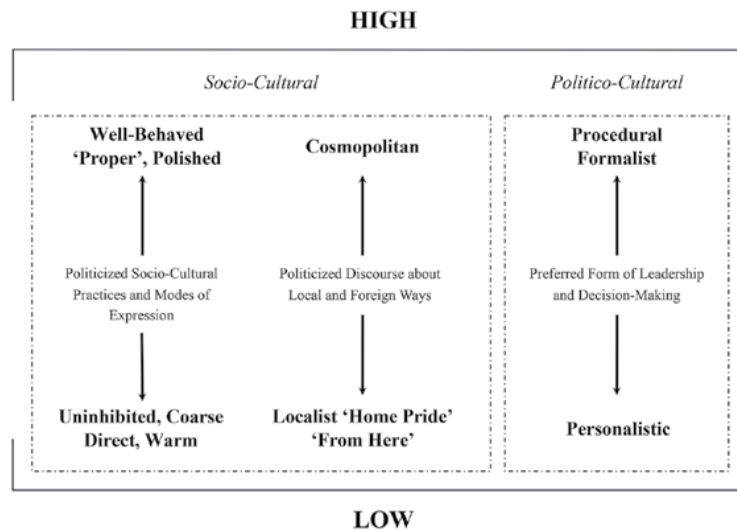 HIGH
Socio-Cultural
Politico-Cultural
Well-Behaved
‘Proper’, Polished
Cosmopolitan
Procedural
Formalist
Politicized Socio-Cultural
Practices and Modes of
Expression
Politicized Discourse about
Local and Foreign Ways
Preferred Form of Leadership
and Decision-Making
Uninhibited, Coarse
Direct, Warm
Localist ‘Home Pride’
‘From Here’
Personalistic
LOW